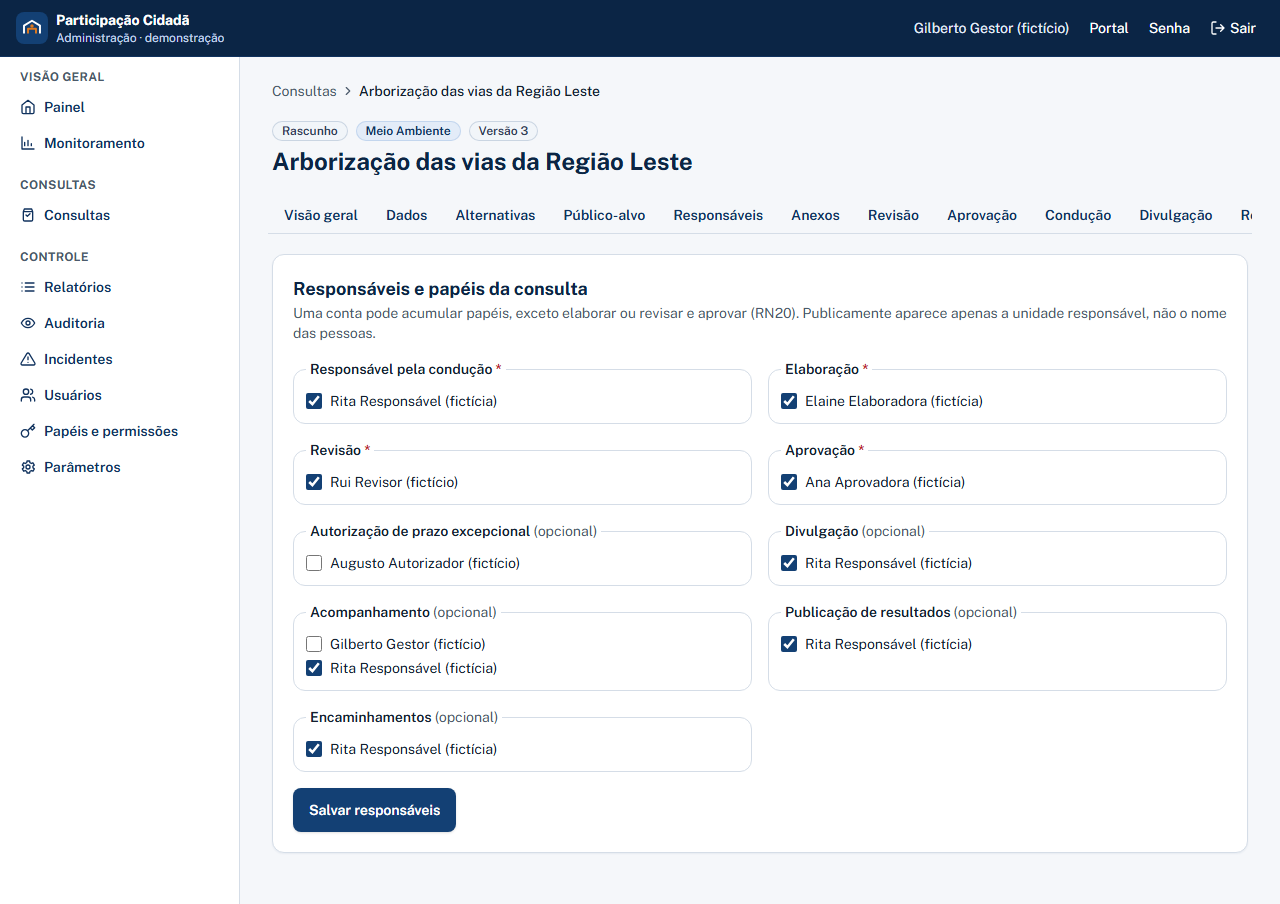 Participação Cidadã
Administração · demonstração
Gilberto Gestor (fictício)
Portal
Senha
Sair
VISÃO GERAL
Painel
Monitoramento
CONSULTAS
Consultas
CONTROLE
Relatórios
Auditoria
Incidentes
Usuários
Papéis e permissões
Parâmetros
Consultas > Arborização das vias da Região Leste
Rascunho
Meio Ambiente
Versão 3
Arborização das vias da Região Leste
Visão geral
Dados
Alternativas
Público-alvo
Responsáveis
Anexos
Revisão
Aprovação
Condução
Divulgação
Responsáveis e papéis da consulta
Uma conta pode acumular papéis, exceto elaborar ou revisar e aprovar (RN20). Publicamente aparece apenas a unidade responsável, não o nome
das pessoas.
Responsável pela condução *
Rita Responsável (fictícia)
Elaboração *
Elaine Elaboradora (fictícia)
Revisão *
Rui Revisor (fictício)
Aprovação *
Ana Aprovadora (fictícia)
Autorização de prazo excepcional (opcional)
Augusto Autorizador (fictício)
Divulgação (opcional)
Rita Responsável (fictícia)
Acompanhamento (opcional)
Gilberto Gestor (fictício)
Rita Responsável (fictícia)
Publicação de resultados (opcional)
Rita Responsável (fictícia)
Encaminhamentos (opcional)
Rita Responsável (fictícia)
Salvar responsáveis